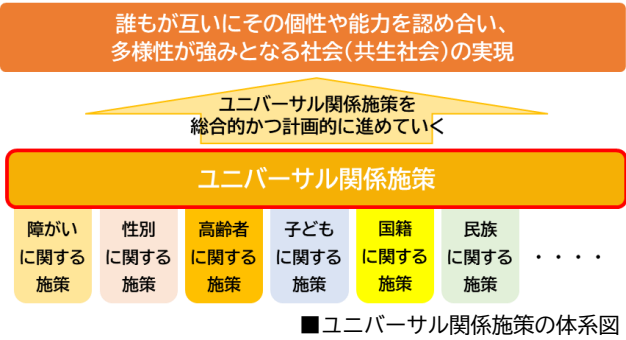 誰もが互いにその個性や能力を認め合い、
多様性が強みとなる社会(共生社会)の実現
ユニバーサル関係施策を
総合的かつ計画的に進めていく
ユニバーサル関係施策
障がい
に関する
施策
性別
に関する
施策
高齢者
に関する
施策
子ども
に関する
施策
国籍
に関する
施策
民族
に関する
施策
・・・・
■ユニバーサル関係施策の体系図